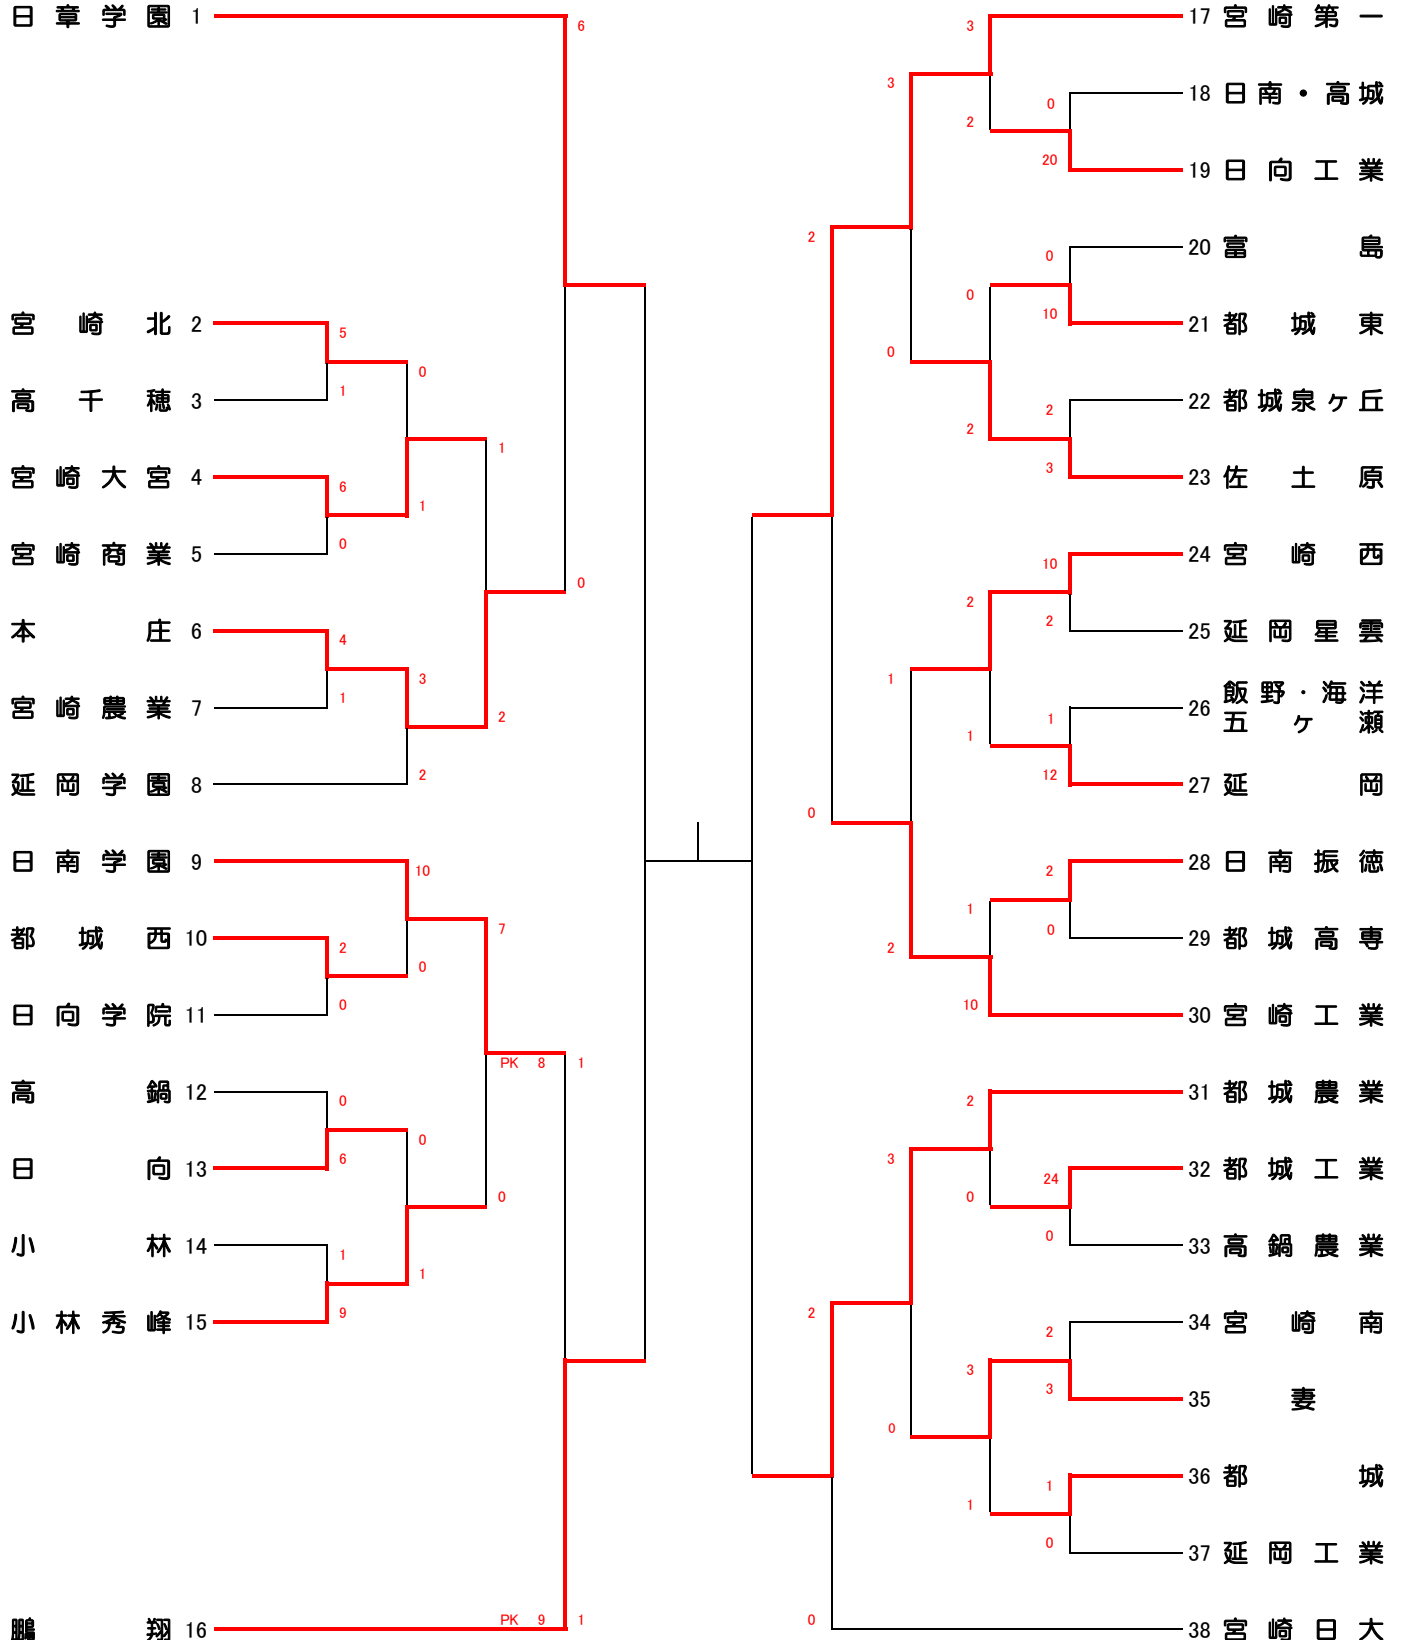 日章学園 1
6
宮崎北 2
5
0
高千穂 3
1
1
宮崎大宮 4
6
1
宮崎商業 5
0
0
本庄 6
4
3
宮崎農業 7
1
2
延岡学園 8
2
日南学園 9
10
7
都城西 10
2
0
日向学院 11
0
PK 8 1
高鍋 12
0
0
日向 13
6
0
小林 14
1
1
小林秀峰 15
9
鵬翔 16
PK 9 1
17 宮崎第一
3
3
18 日南・高城
0
2
19 日向工業
20
2
20 富島
0
0
21 都城東
10
0
22 都城泉ヶ丘
2
2
23 佐土原
3
24 宮崎西
10
2
25 延岡星雲
2
1
26 飯野・海洋
五ヶ瀬
1
1
27 延岡
12
0
28 日南振徳
2
1
29 都城高専
0
2
30 宮崎工業
10
31 都城農業
2
3
32 都城工業
24
0
33 高鍋農業
0
2
34 宮崎南
2
3
35 妻
3
0
36 都城
1
1
37 延岡工業
0
38 宮崎日大
0